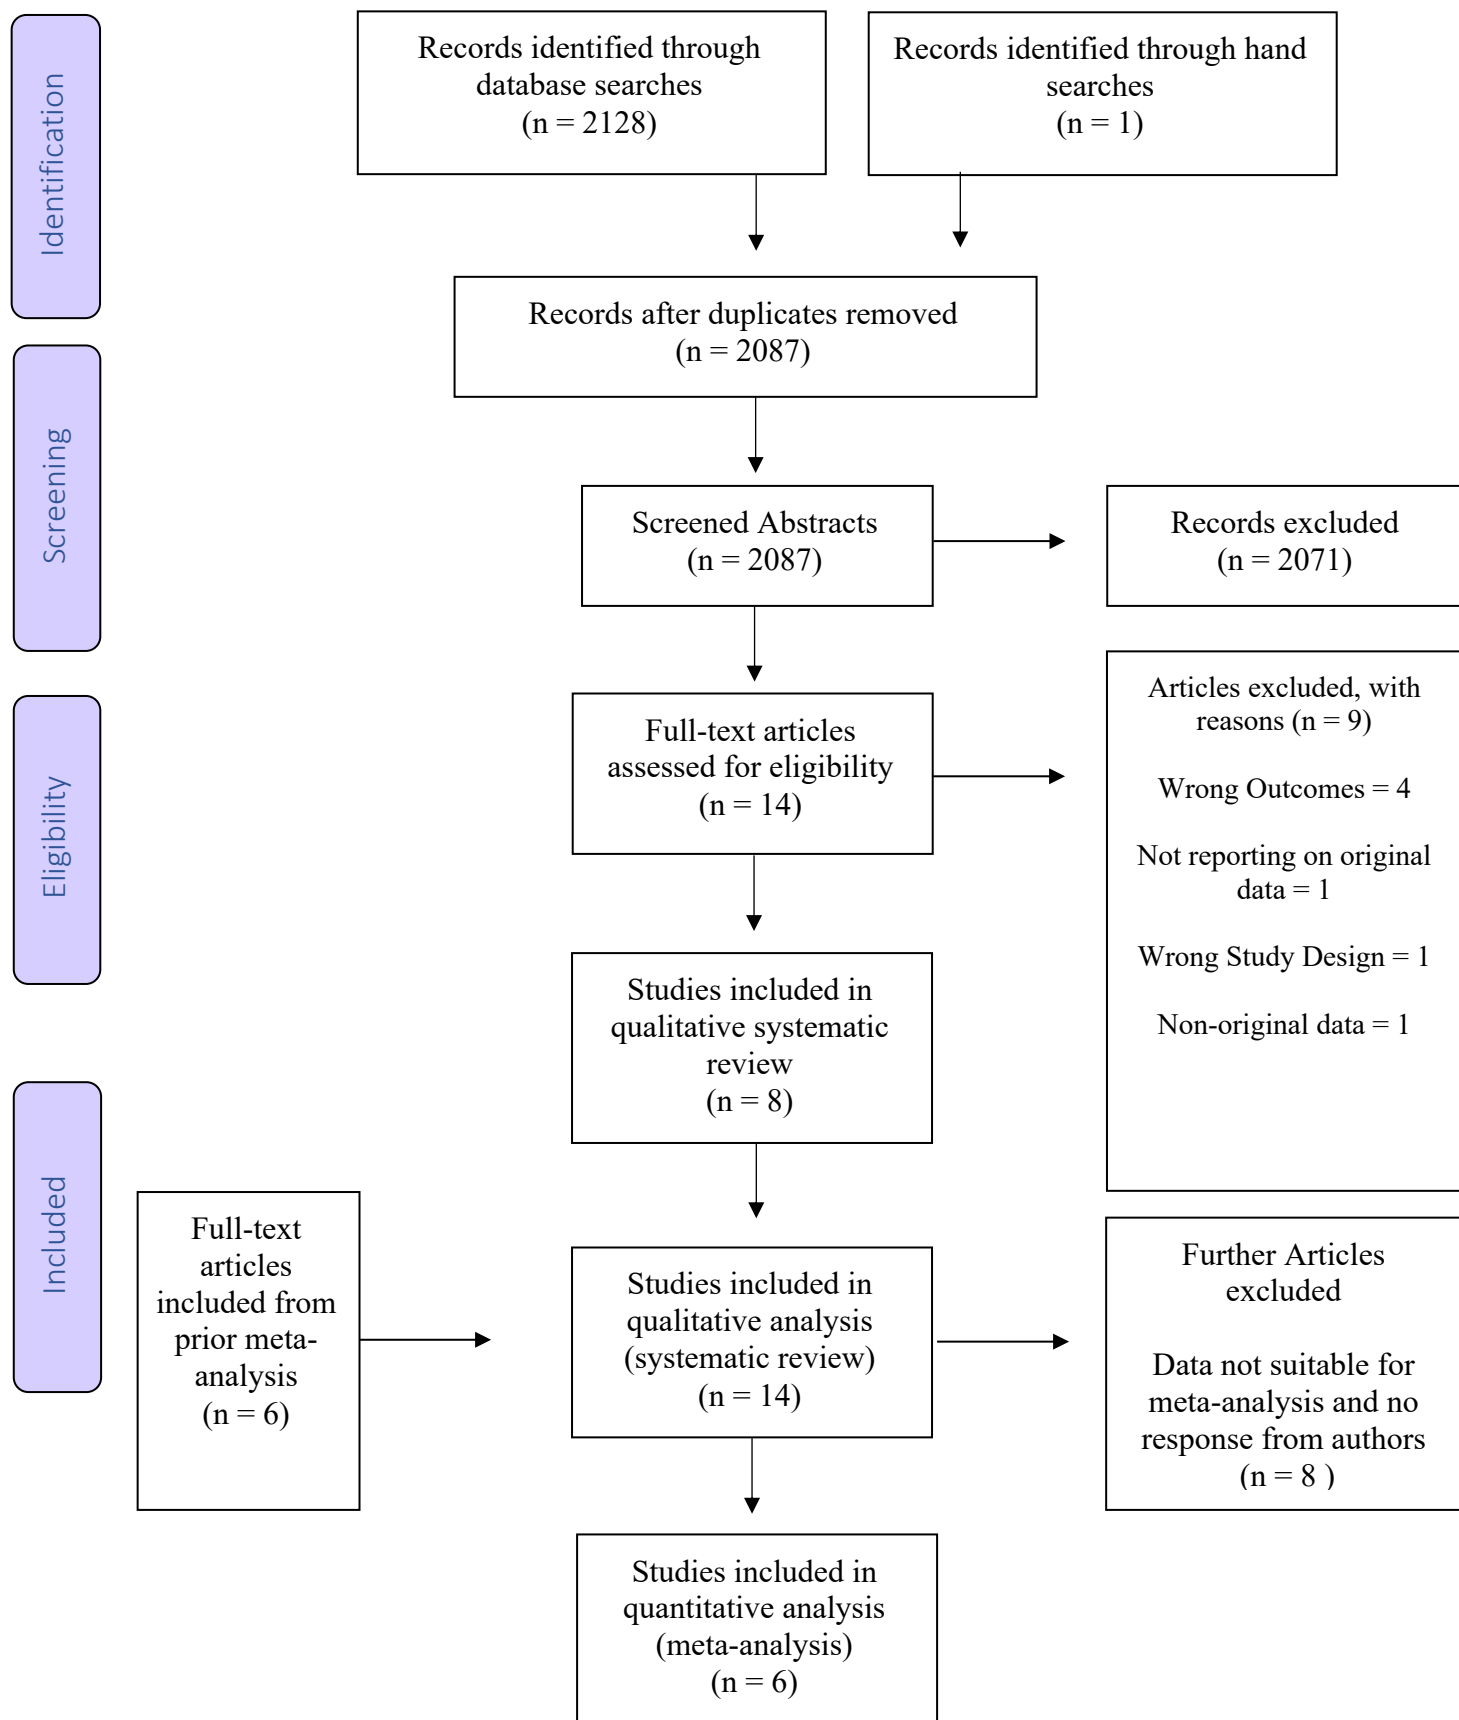 Identification
Records identified through
database searches
(n = 2128)
Records identified through hand
searches
(n = 1)
Records after duplicates removed
(n = 2087)
Screening
Screened Abstracts
(n = 2087)
Records excluded
(n = 2071)
Eligibility
Full-text articles
assessed for eligibility
(n = 14)
Articles excluded, with
reasons (n = 9)
Wrong Outcomes = 4
Not reporting on original
data = 1
Wrong Study Design = 1
Non-original data = 1
Studies included in
qualitative systematic
review
(n = 8)
Included
Full-text
articles
included from
prior meta-
analysis
(n = 6)
Studies included in
qualitative analysis
(systematic review)
(n = 14)
Further Articles
excluded
Data not suitable for
meta-analysis and no
response from authors
(n = 8 )
Studies included in
quantitative analysis
(meta-analysis)
(n = 6)